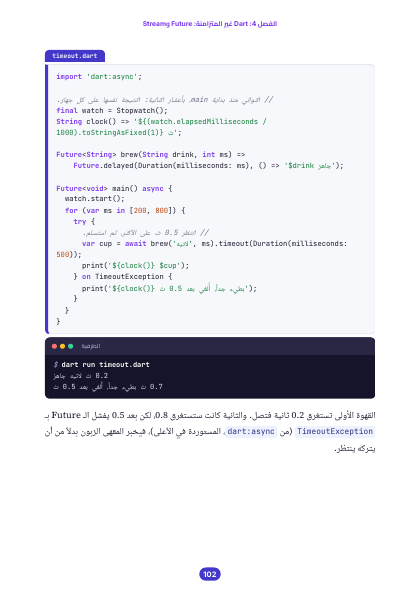 الفصل 4: Dart غير المتزامنة: Future وStream
timeout.dart
import 'dart:async';
// الثواني منذ بداية main، بأعشار الثانية: النتيجة نفسها على كل جهاز.
final watch = Stopwatch();
String clock() => '${(watch.elapsedMilliseconds /
1000).toStringAsFixed(1)} ث';
Future<String> brew(String drink, int ms) =>
Future.delayed(Duration(milliseconds: ms), () => '$drink جاهز');
Future<void> main() async {
watch.start();
for (var ms in [200, 800]) {
try {
// انتظر 0.5 ث على الأكثر، ثم استسلم.
var cup = await brew('لاتيه', ms).timeout(Duration(milliseconds:
500));
print('${clock()} $cup');
} on TimeoutException {
print('${clock()} بطيء جداً، ألغي بعد 0.5 ث');
}
}
}
الطرفية
$ dart run timeout.dart
0.2 ث لاتيه جاهز
0.7 ث بطيء جداً، ألغي بعد 0.5 ث
القهوة الأولى تستغرق 0.2 ثانية فتصل. والثانية كانت ستستغرق 0.8، لكن بعد 0.5 يفشل الـ Future بـ
TimeoutException (من dart:async، المستوردة في الأعلى)، فيخبر المقهى الزبون بدلاً من أن
يتركه ينتظر.
102